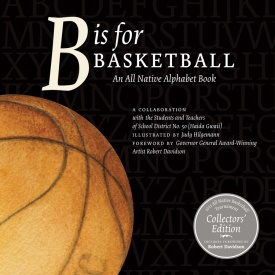 B is for
BASKETBALL
An All Native Alphabet Book
A COLLABORATION
with the Students and Teachers
of School District No. 50 (Haida Gwaii)
ILLUSTRATED BY Judy Hilgemann
FOREWORD BY Governor General Award-Winning
Artist Robert Davidson
Collectors'
Edition
Robert Davidson